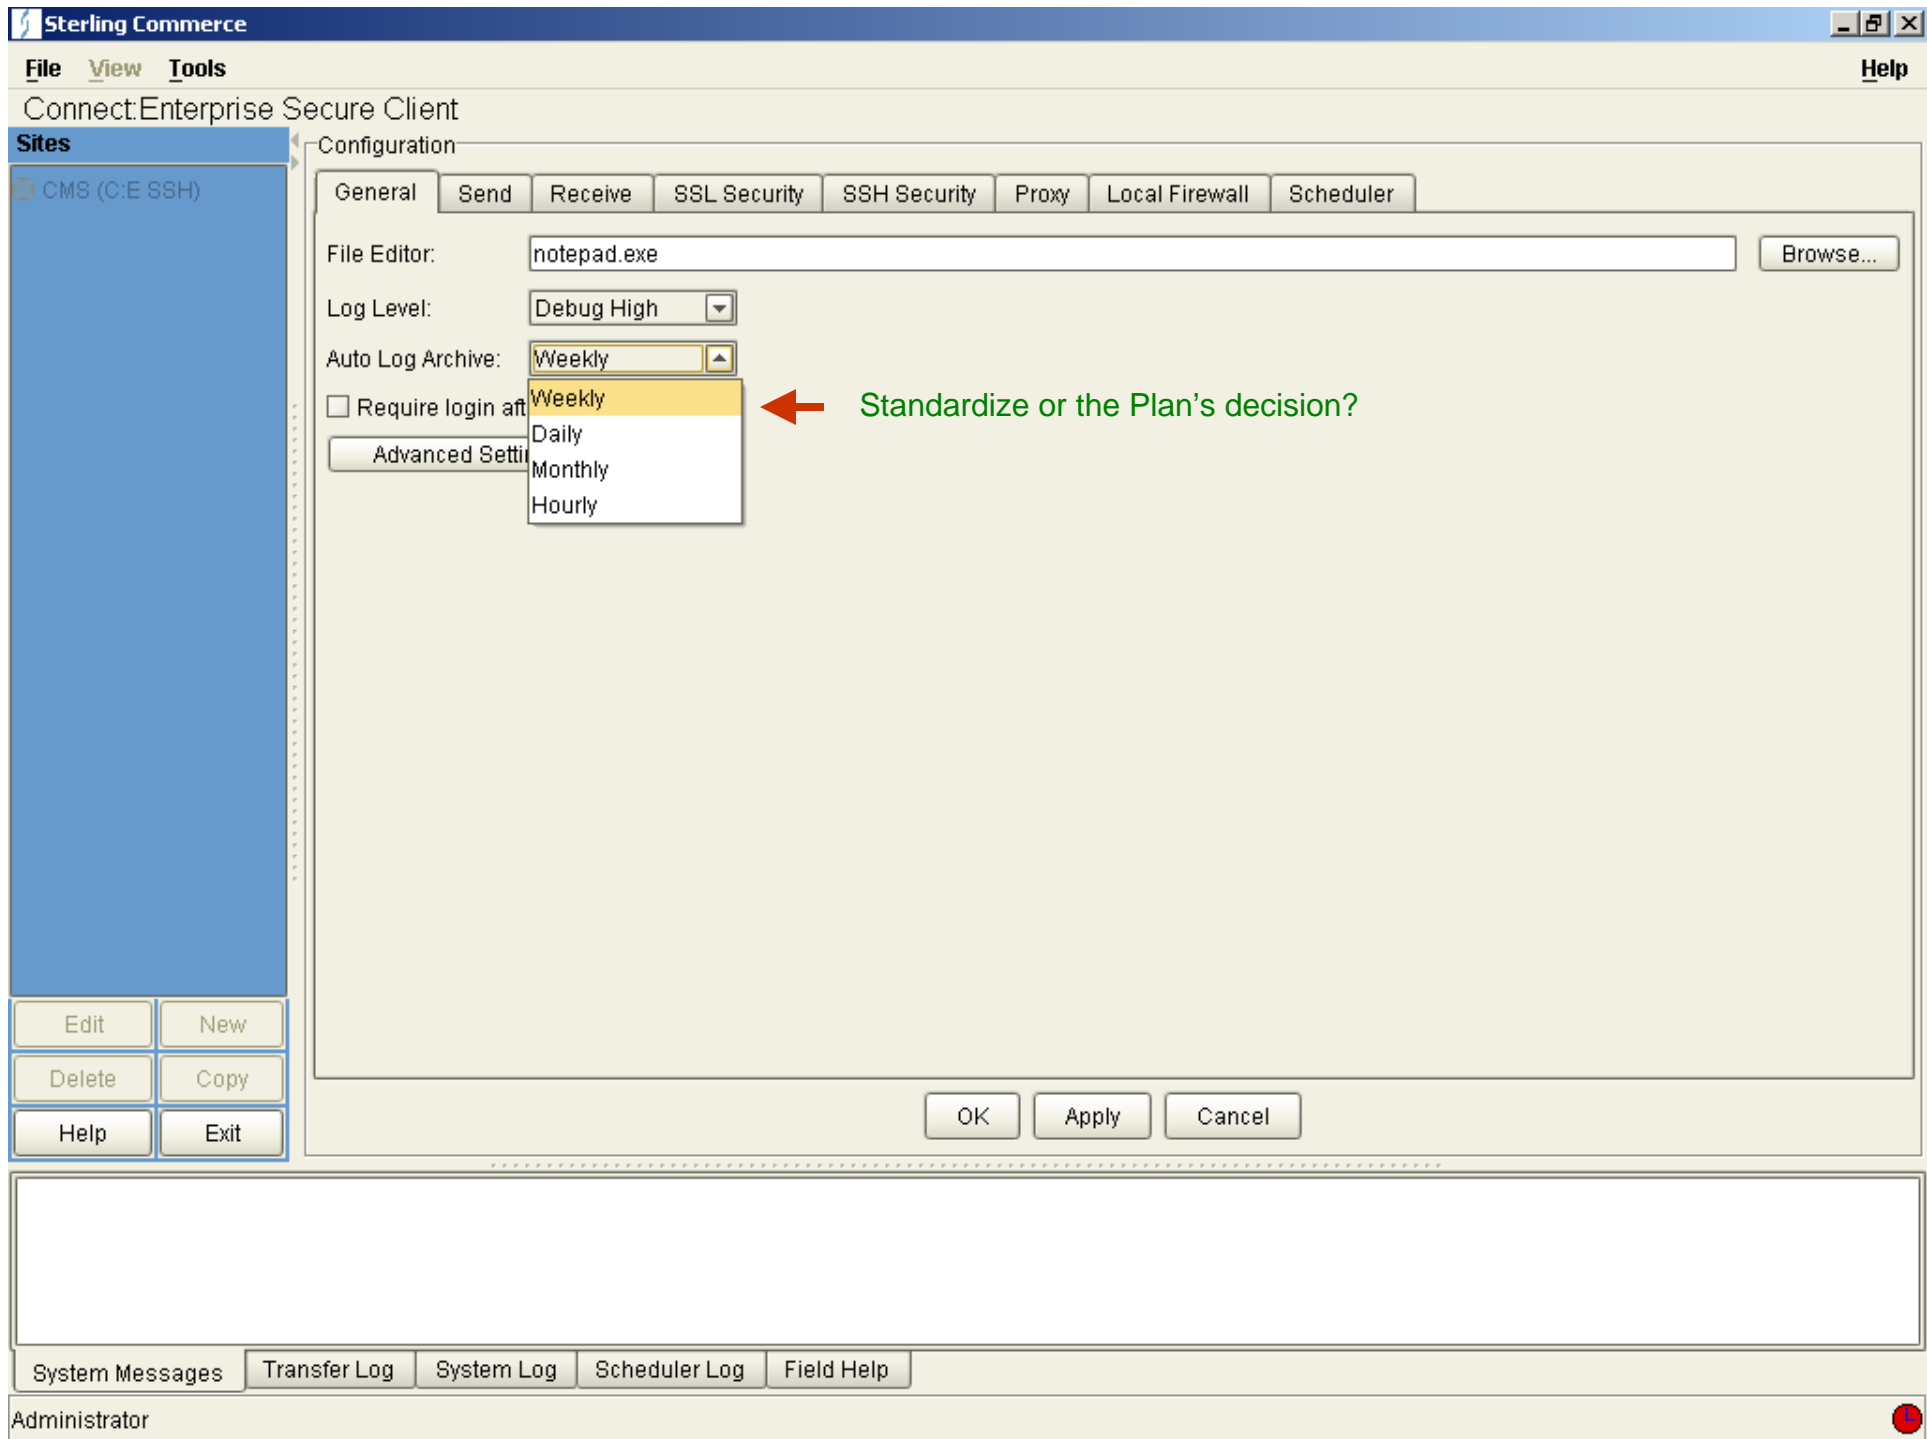 Sterling Commerce
File View Tools Help
Connect:Enterprise Secure Client
Sites
Configuration
CMS (C:E SSH)
General Send Receive SSL Security SSH Security Proxy Local Firewall Scheduler
File Editor: notepad.exe Browse...
Log Level: Debug High
Auto Log Archive: Weekly
Require login aft Weekly
Standardize or the Plan’s decision?
Daily
Advanced Setti
Monthly
Hourly
Edit New
Delete Copy
Help Exit
OK Apply Cancel
System Messages Transfer Log System Log Scheduler Log Field Help
Administrator